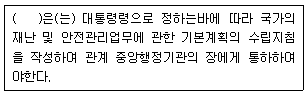 (   )은(는) 대통령령으로 정하는바에 따라 국가의
재난 및 안전관리업무에 관한 기본계획의 수립지침
을 작성하여 관계 중앙행정기관의 장에게 통하하여
야한다.